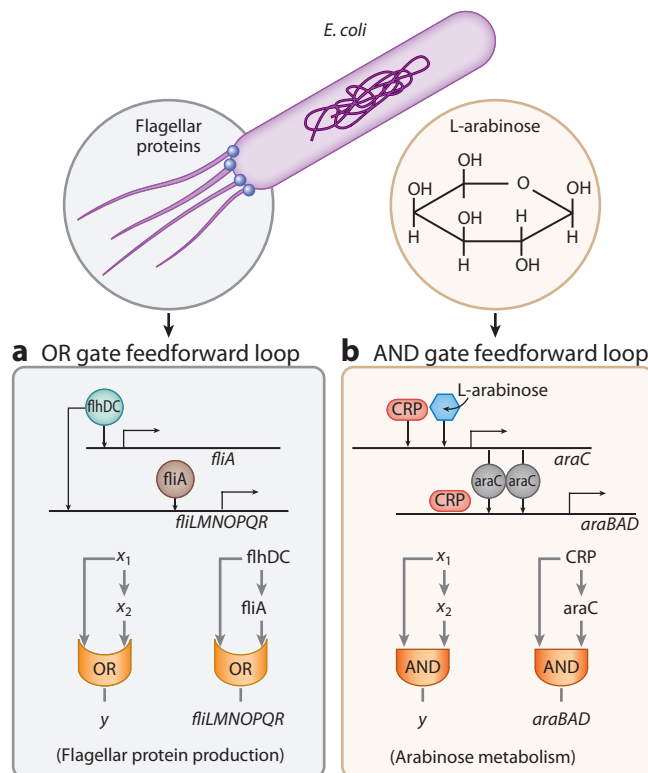 E. coli
Flagellar
proteins
L-arabinose
OH
O
OH
OH
H
H
H
H
OH
H
a OR gate feedforward loop
b AND gate feedforward loop
flhDC
fliA
fliA
fliLMNOPQR
x1
x2
OR
y
flhDC
fliA
OR
fliLMNOPQR
(Flagellar protein production)
CRP
L-arabinose
araC
araC
araC
CRP
araBAD
x1
x2
AND
y
CRP
araC
AND
araBAD
(Arabinose metabolism)